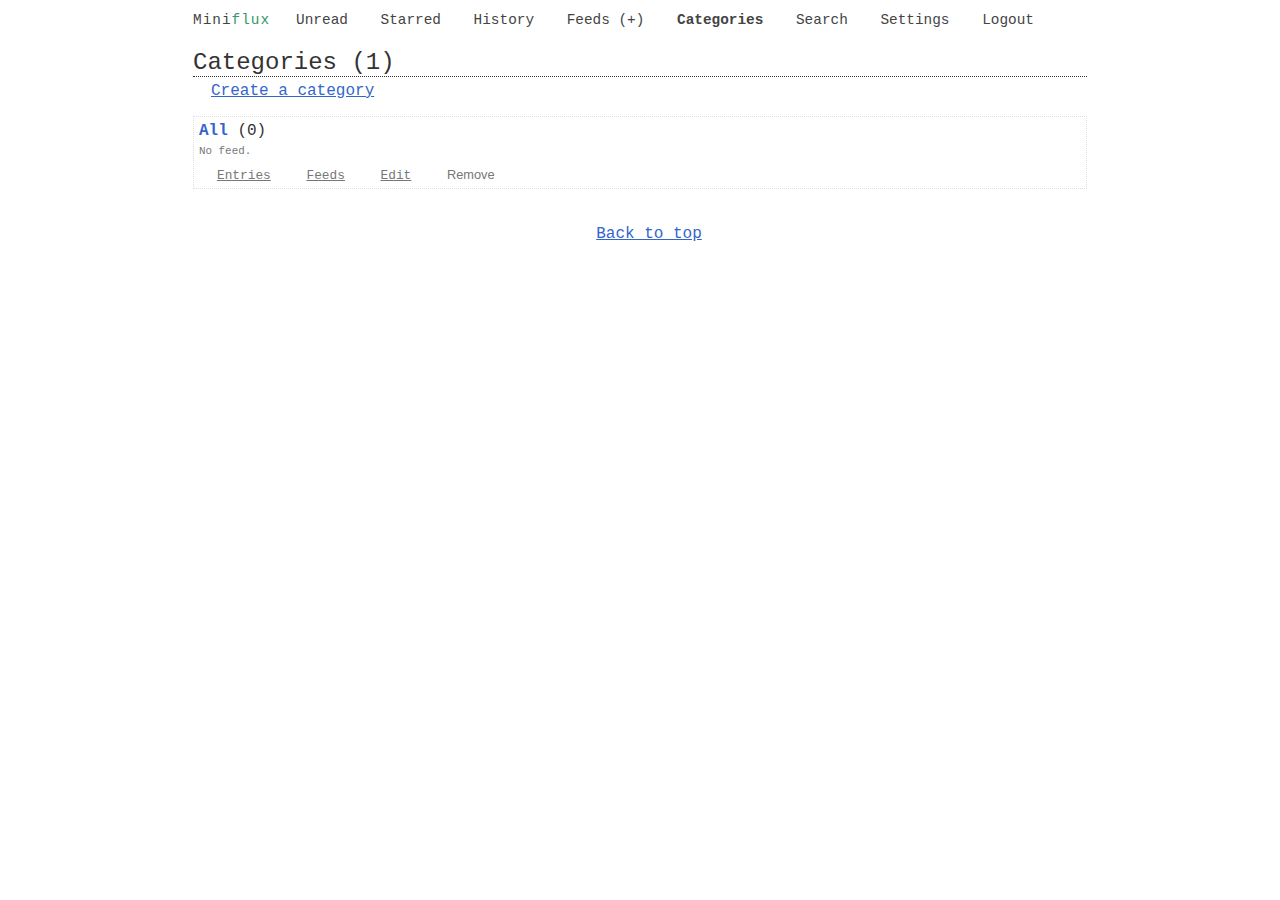 Miniflux Unread Starred History Feeds (+) Categories Search Settings Logout
Categories (1)
Create a category
All (0)
No feed.
Entries Feeds Edit Remove
Back to top